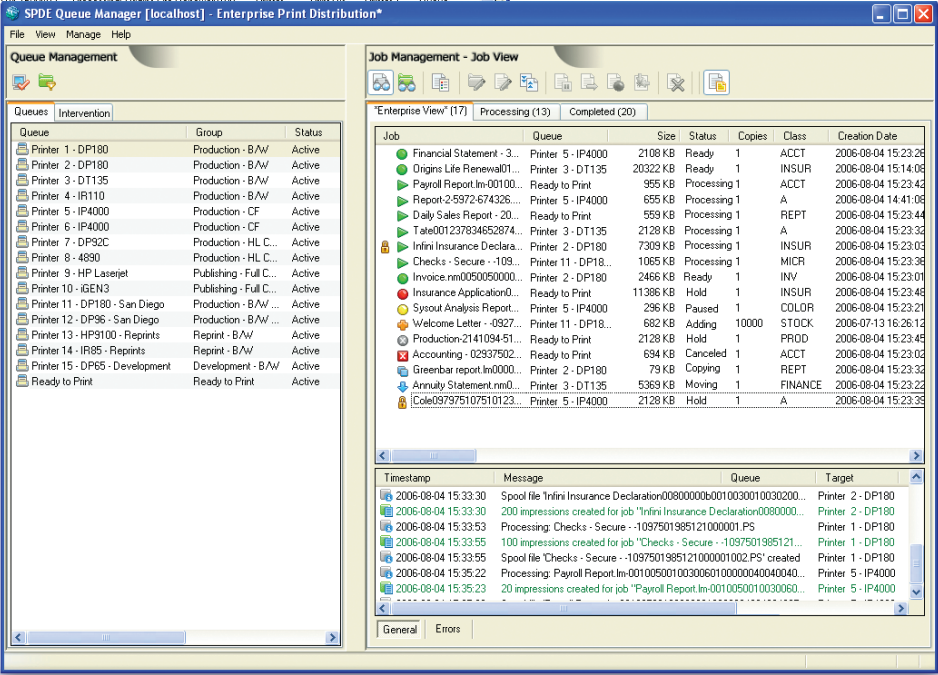 SPDE Queue Manager [localhost] - Enterprise Print Distribution*
File View Manage Help
Queue Management
Queues Intervention
Queue Group Status
Printer 1 - DP180 Production - B/W Active
Printer 2 - DP180 Production - B/W Active
Printer 3 - DT135 Production - B/W Active
Printer 4 - IR110 Production - B/W Active
Printer 5 - IP4000 Production - CF Active
Printer 6 - IP4000 Production - CF Active
Printer 7 - DP92C Production - HL C... Active
Printer 8 - 4890 Production - HL C... Active
Printer 9 - HP Laserjet Publishing - Full C... Active
Printer 10 - iGEN3 Publishing - Full C... Active
Printer 11 - DP180 - San Diego Production - B/W ... Active
Printer 12 - DP96 - San Diego Production - B/W ... Active
Printer 13 - HP9100 - Reprints Reprint - B/W Active
Printer 14 - IR85 - Reprints Reprint - B/W Active
Printer 15 - DP65 - Development Development - B/W Active
Ready to Print Ready to Print Active
Job Management - Job View
"Enterprise View" (17) Processing (13) Completed (20)
Job Queue Size Status Copies Class Creation Date
Financial Statement - 3... Printer 5 - IP4000 2108 KB Ready 1 ACCT 2006-08-04 15:23:26
Origins Life Renewal01... Printer 3 - DT135 20322 KB Ready 1 INSUR 2006-08-04 15:14:08
Payroll Report.lm-00100... Ready to Print 955 KB Processing 1 ACCT 2006-08-04 15:23:42
Report-2-5972-674326.... Printer 5 - IP4000 655 KB Processing 1 A 2006-08-04 14:41:08
Daily Sales Report - 20... Ready to Print 559 KB Processing 1 REPT 2006-08-04 15:23:44
Tate001237834652874... Printer 3 - DT135 2128 KB Processing 1 A 2006-08-04 15:23:32
Infini Insurance Declara... Printer 2 - DP180 7309 KB Processing 1 INSUR 2006-08-04 15:23:03
Checks - Secure - -109... Printer 11 - DP18... 1065 KB Processing 1 MICR 2006-08-04 15:23:36
Invoice.nm0050050000... Printer 2 - DP180 2466 KB Ready 1 INV 2006-08-04 15:23:01
Insurance Application0... Ready to Print 11386 KB Hold 1 INSUR 2006-08-04 15:23:48
Sysout Analysis Report... Printer 5 - IP4000 296 KB Paused 1 COLOR 2006-08-04 15:23:21
Welcome Letter - -0927... Printer 11 - DP18... 682 KB Adding 10000 STOCK 2006-07-13 16:26:12
Production-2141094-51... Ready to Print 2128 KB Hold 1 PROD 2006-08-04 15:23:45
Accounting - 02937502... Ready to Print 694 KB Canceled 1 ACCT 2006-08-04 15:23:02
Greenbar report.lm0000... Printer 2 - DP180 79 KB Copying 1 REPT 2006-08-04 15:23:32
Annuity Statement.nm0... Printer 3 - DT135 5369 KB Moving 1 FINANCE 2006-08-04 15:23:22
Cole097975107510123... Printer 5 - IP4000 2128 KB Hold 1 A 2006-08-04 15:23:39
Timestamp Message Queue Target
2006-08-04 15:33:30 Spool file 'Infini Insurance Declaration00800000b0010030010030200... Printer 2 - DP180
2006-08-04 15:33:30 200 impressions created for job "Infini Insurance Declaration0080000... Printer 2 - DP180
2006-08-04 15:33:53 Processing: Checks - Secure - -1097501985121000001.PS Printer 1 - DP180
2006-08-04 15:33:55 100 impressions created for job "Checks - Secure - -1097501985121... Printer 1 - DP180
2006-08-04 15:33:55 Spool file 'Checks - Secure - -1097501985121000001002.PS' created Printer 1 - DP180
2006-08-04 15:35:22 Processing: Payroll Report.lm-001005001003006010000004004040... Printer 5 - IP4000
2006-08-04 15:35:23 20 impressions created for job "Payroll Report.lm-0010050010030060... Printer 5 - IP4000
General Errors